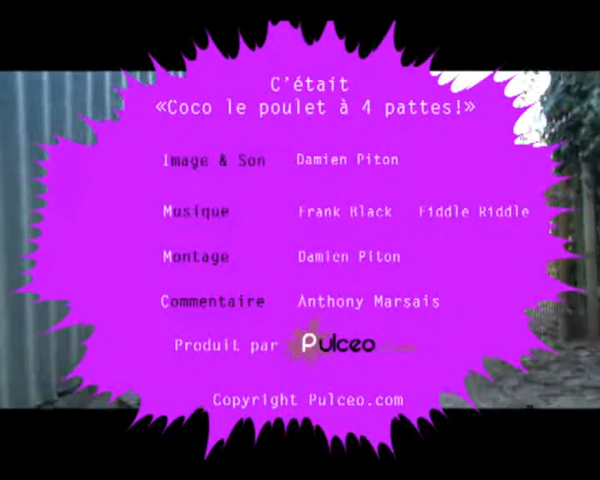 C'était
«Coco le poulet à 4 pattes!»
Image & Son Damien Piton
Musique Frank Black Fiddle Riddle
Montage Damien Piton
Commentaire Anthony Marsais
Produit par Pulceo.com
Copyright Pulceo.com